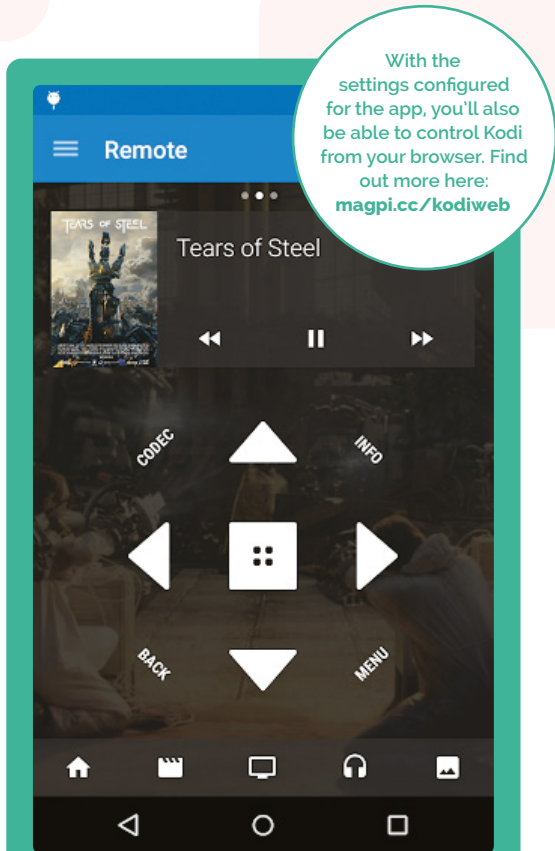 With the
settings configured
for the app, you'll also
be able to control Kodi
from your browser. Find
out more here:
magpi.cc/kodiweb
Remote
TEARS OF STEEL
Tears of Steel
CODEC
INFO
BACK
MENU